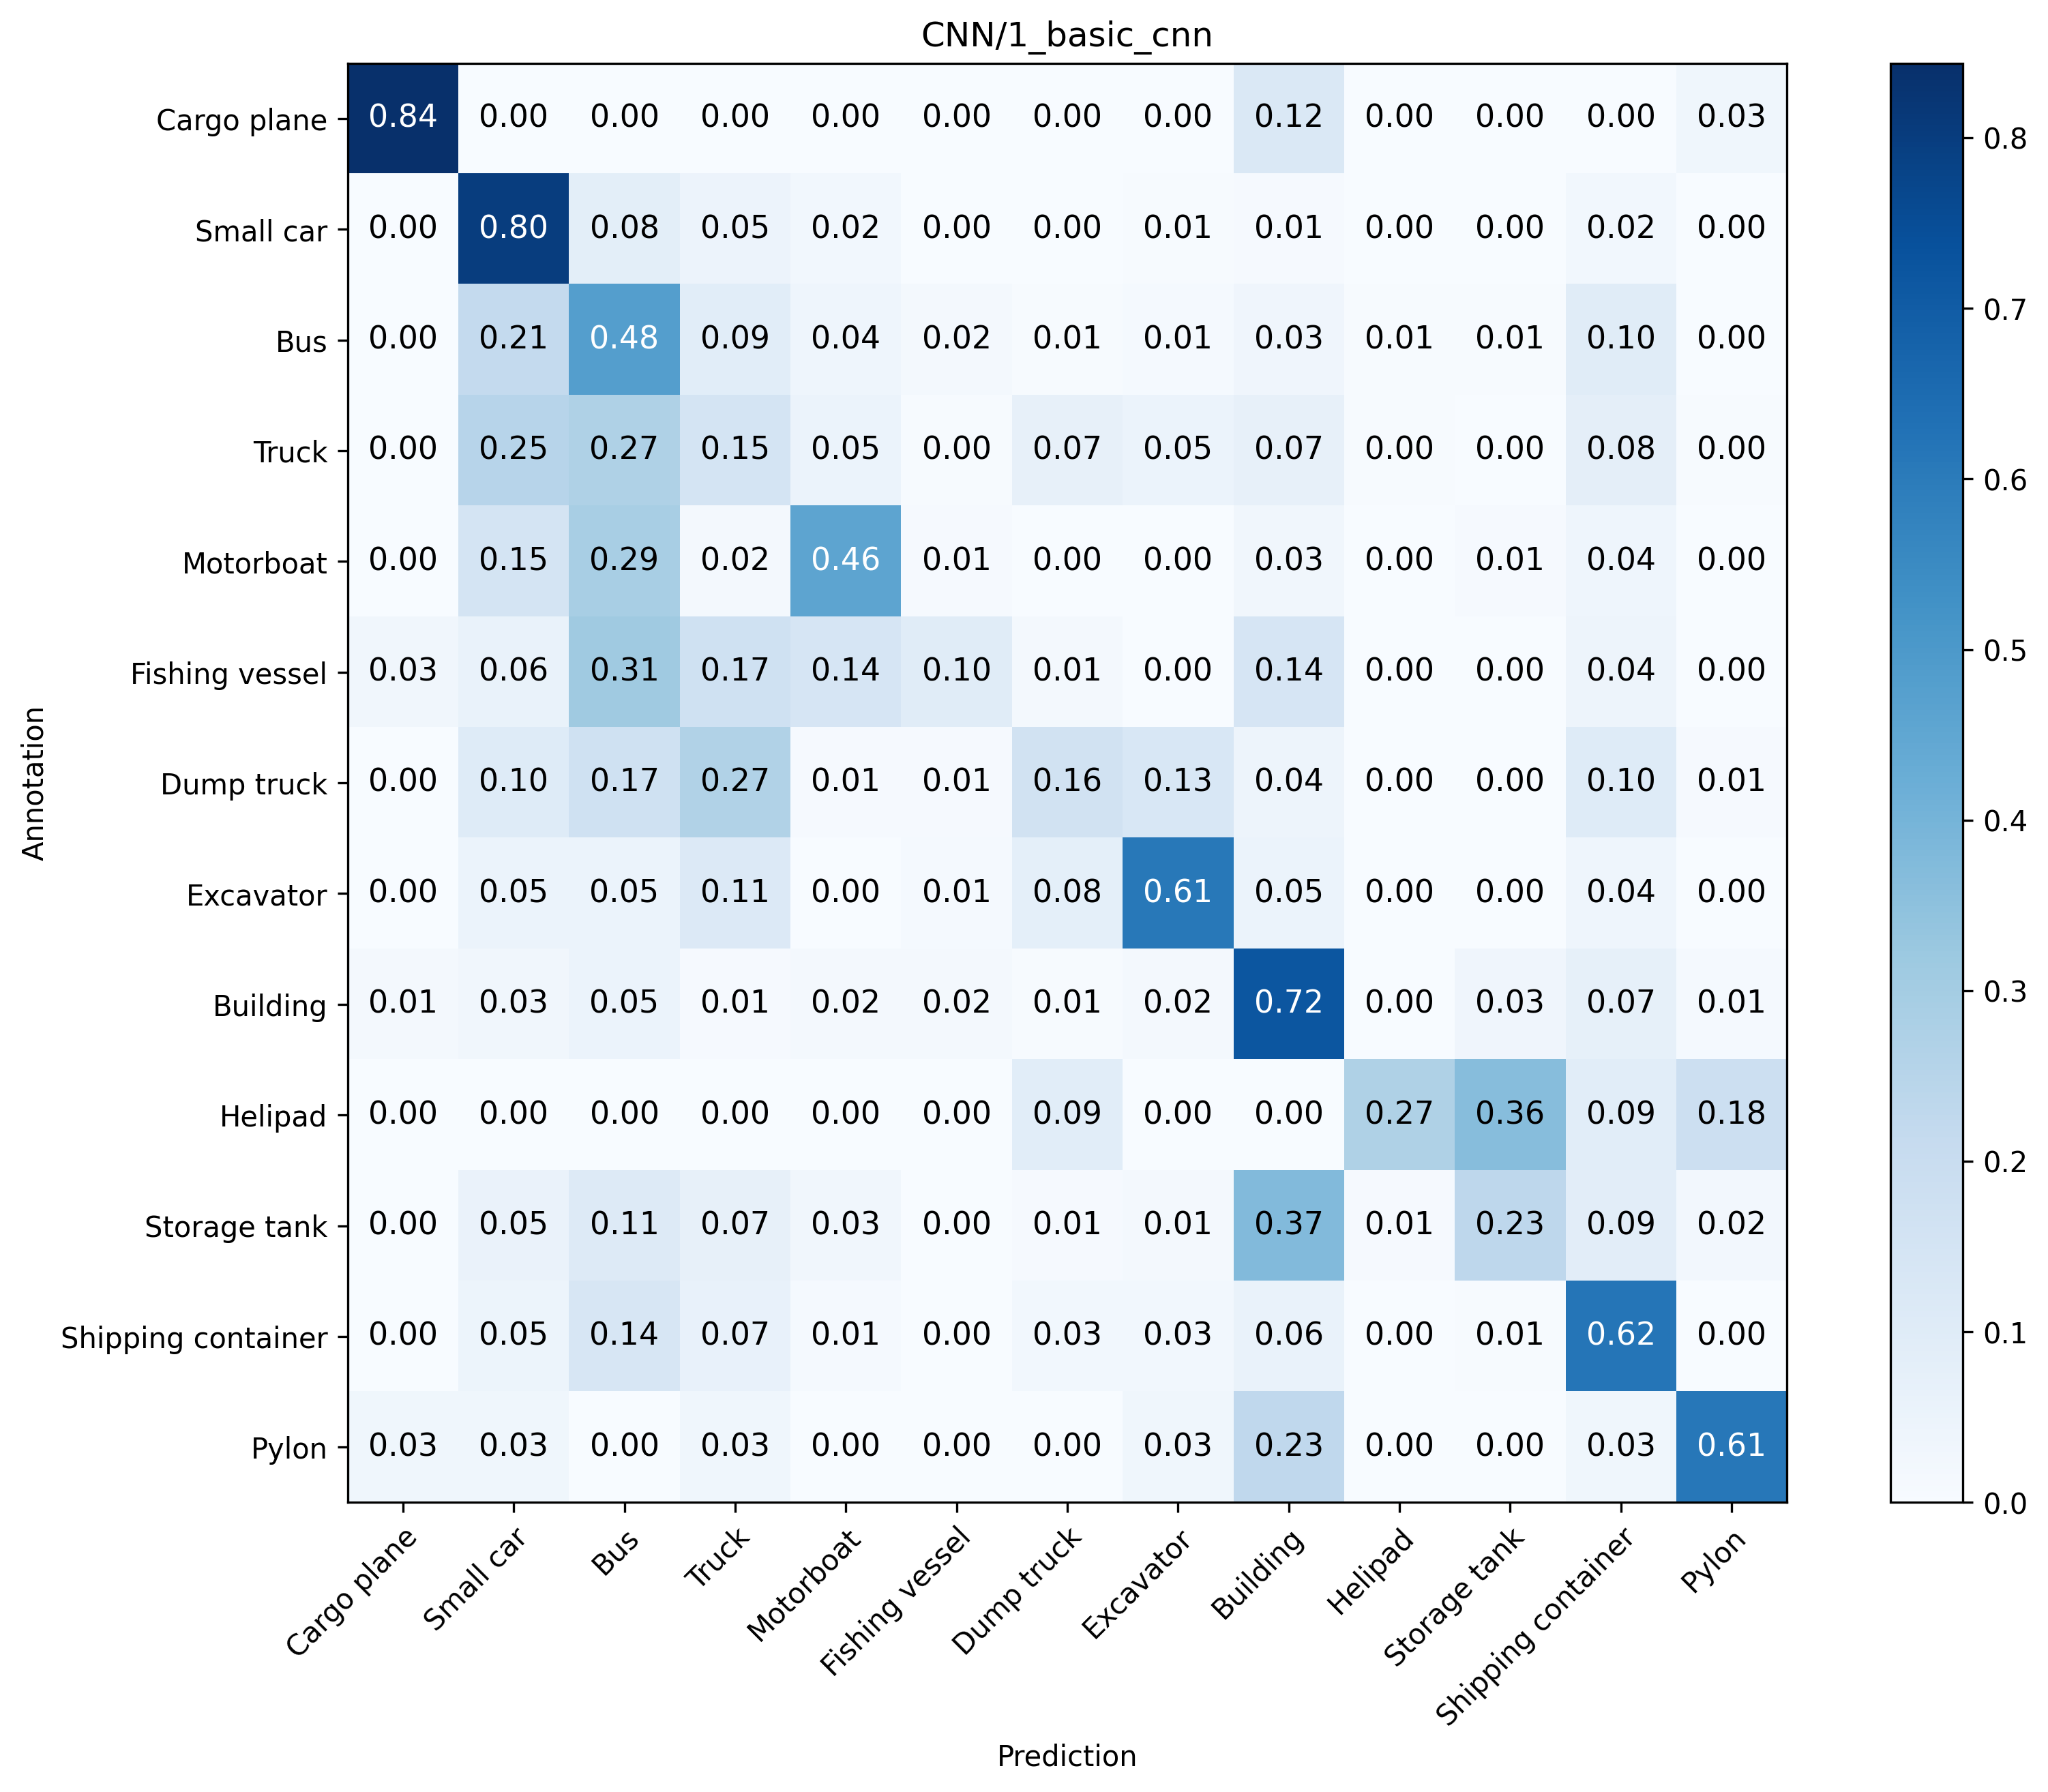 CNN/1_basic_cnn
Cargo plane 0.84 0.00 0.00 0.00 0.00 0.00 0.00 0.00 0.12 0.00 0.00 0.00 0.03
Small car 0.00 0.80 0.08 0.05 0.02 0.00 0.00 0.01 0.01 0.00 0.00 0.02 0.00
Bus 0.00 0.21 0.48 0.09 0.04 0.02 0.01 0.01 0.03 0.01 0.01 0.10 0.00
Truck 0.00 0.25 0.27 0.15 0.05 0.00 0.07 0.05 0.07 0.00 0.00 0.08 0.00
Motorboat 0.00 0.15 0.29 0.02 0.46 0.01 0.00 0.00 0.03 0.00 0.01 0.04 0.00
Fishing vessel 0.03 0.06 0.31 0.17 0.14 0.10 0.01 0.00 0.14 0.00 0.00 0.04 0.00
Dump truck 0.00 0.10 0.17 0.27 0.01 0.01 0.16 0.13 0.04 0.00 0.00 0.10 0.01
Excavator 0.00 0.05 0.05 0.11 0.00 0.01 0.08 0.61 0.05 0.00 0.00 0.04 0.00
Building 0.01 0.03 0.05 0.01 0.02 0.02 0.01 0.02 0.72 0.00 0.03 0.07 0.01
Helipad 0.00 0.00 0.00 0.00 0.00 0.00 0.09 0.00 0.00 0.27 0.36 0.09 0.18
Storage tank 0.00 0.05 0.11 0.07 0.03 0.00 0.01 0.01 0.37 0.01 0.23 0.09 0.02
Shipping container 0.00 0.05 0.14 0.07 0.01 0.00 0.03 0.03 0.06 0.00 0.01 0.62 0.00
Pylon 0.03 0.03 0.00 0.03 0.00 0.00 0.00 0.03 0.23 0.00 0.00 0.03 0.61
Cargo plane
Small car
Bus
Truck
Motorboat
Fishing vessel
Dump truck
Excavator
Building
Helipad
Storage tank
Shipping container
Pylon
Prediction
Annotation
0.8
0.7
0.6
0.5
0.4
0.3
0.2
0.1
0.0